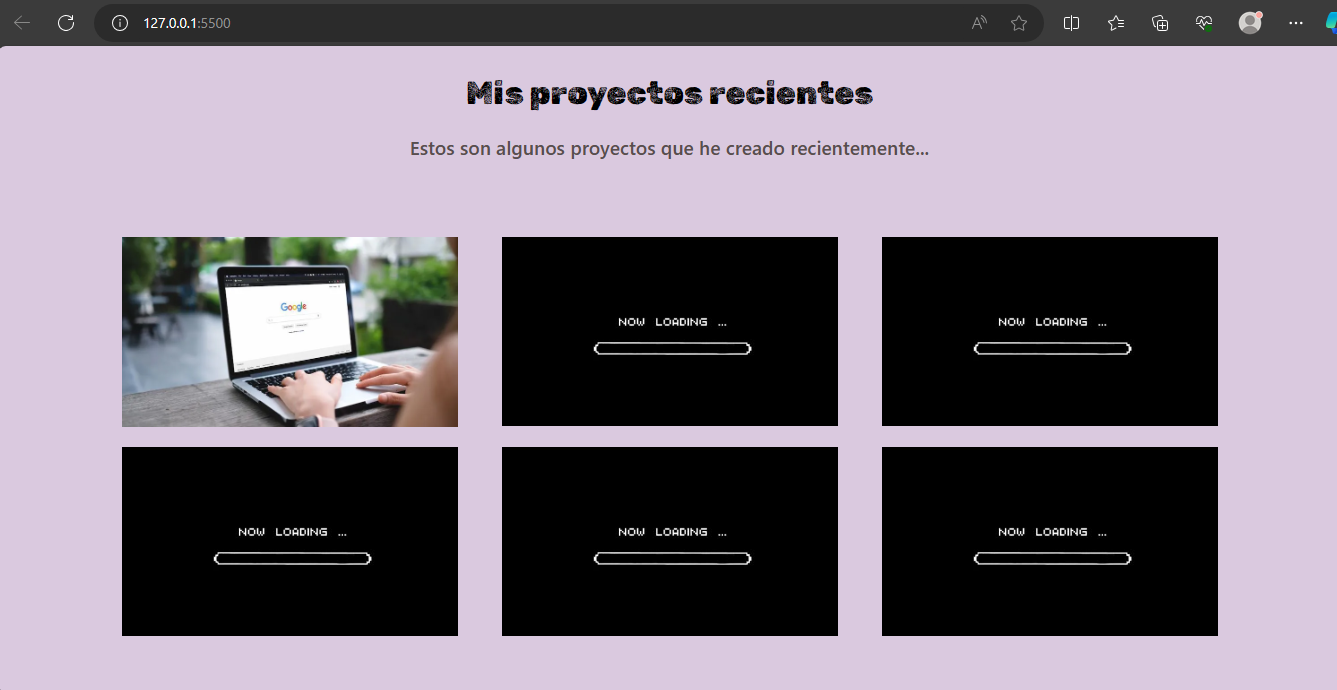 127.0.0.1:5500
Mis proyectos recientes
Estos son algunos proyectos que he creado recientemente...
Google
NOW LOADING ...
NOW LOADING ...
NOW LOADING ...
NOW LOADING ...
NOW LOADING ...